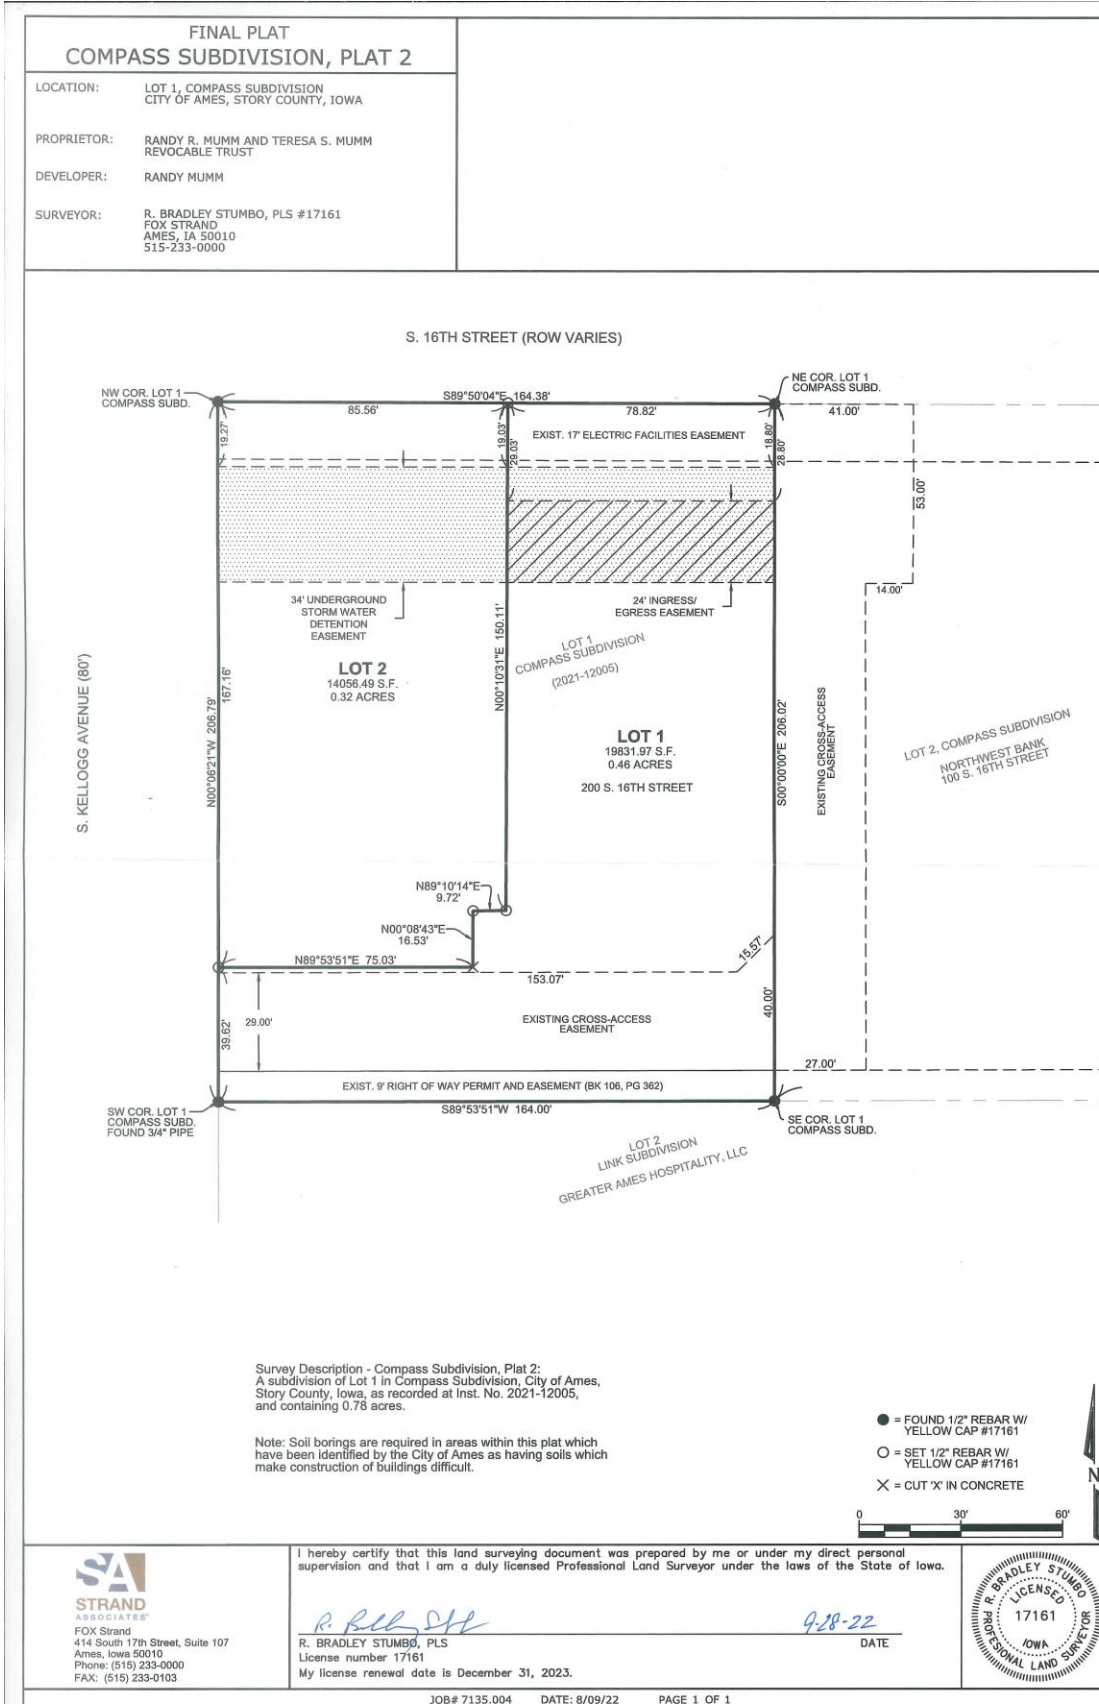 FINAL PLAT
COMPASS SUBDIVISION, PLAT 2
LOCATION: LOT 1, COMPASS SUBDIVISION
CITY OF AMES, STORY COUNTY, IOWA
PROPRIETOR: RANDY R. MUMM AND TERESA S. MUMM
REVOCABLE TRUST
DEVELOPER: RANDY MUMM
SURVEYOR: R. BRADLEY STUMBO, PLS #17161
FOX STRAND
AMES, IA 50010
515-233-0000
S. 16TH STREET (ROW VARIES)
NW COR. LOT 1
COMPASS SUBD.
S89°50'04"E 164.38'
85.56'
78.82'
NE COR. LOT 1
COMPASS SUBD.
41.00'
19.27'
19.03'
29.03'
EXIST. 17' ELECTRIC FACILITIES EASEMENT
18.80'
28.80'
53.00'
14.00'
34' UNDERGROUND
STORM WATER
DETENTION
EASEMENT
24' INGRESS/
EGRESS EASEMENT
N00°10'31"E 150.11'
LOT 1
COMPASS SUBDIVISION
(2021-12005)
LOT 2
14056.49 S.F.
0.32 ACRES
S. KELLOGG AVENUE (80')
N00°06'21"W 206.79'
167.16'
LOT 1
19831.97 S.F.
0.46 ACRES
200 S. 16TH STREET
S00°00'00"E 206.02'
EXISTING CROSS-ACCESS
EASEMENT
LOT 2, COMPASS SUBDIVISION
NORTHWEST BANK
100 S. 16TH STREET
N89°10'14"E
9.72'
N00°08'43"E
16.53'
N89°53'51"E 75.03'
153.07'
15.57'
29.00'
39.62'
40.00'
EXISTING CROSS-ACCESS
EASEMENT
27.00'
EXIST. 9' RIGHT OF WAY PERMIT AND EASEMENT (BK 106, PG 362)
S89°53'51"W 164.00'
SW COR. LOT 1
COMPASS SUBD.
FOUND 3/4" PIPE
SE COR. LOT 1
COMPASS SUBD.
LOT 2
LINK SUBDIVISION
GREATER AMES HOSPITALITY, LLC
Survey Description - Compass Subdivision, Plat 2:
A subdivision of Lot 1 in Compass Subdivision, City of Ames,
Story County, Iowa, as recorded at Inst. No. 2021-12005,
and containing 0.78 acres.
Note: Soil borings are required in areas within this plat which
have been identified by the City of Ames as having soils which
make construction of buildings difficult.
= FOUND 1/2" REBAR W/
YELLOW CAP #17161
= SET 1/2" REBAR W/
YELLOW CAP #17161
= CUT 'X' IN CONCRETE
N
0 30' 60'
SA
STRAND
ASSOCIATES
FOX Strand
414 South 17th Street, Suite 107
Ames, Iowa 50010
Phone: (515) 233-0000
FAX: (515) 233-0103
I hereby certify that this land surveying document was prepared by me or under my direct personal
supervision and that I am a duly licensed Professional Land Surveyor under the laws of the State of Iowa.
9-28-22
R. BRADLEY STUMBO, PLS
DATE
License number 17161
My license renewal date is December 31, 2023.
R. BRADLEY STUMBO
LICENSED
17161
IOWA
PROFESIONAL LAND SURVEYOR
JOB# 7135.004 DATE: 8/09/22 PAGE 1 OF 1